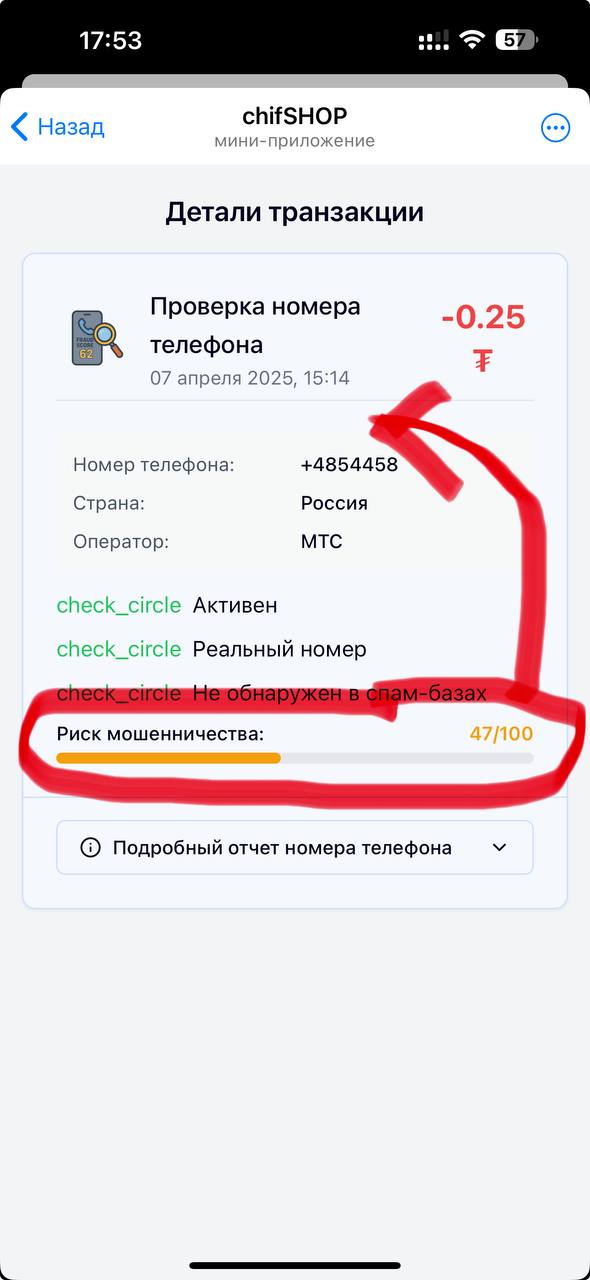 17:53
57
Назад
chifSHOP
мини-приложение
Детали транзакции
Проверка номера
телефона
-0.25
₮
FRAUD
SCORE
62
07 апреля 2025, 15:14
Номер телефона: +4854458
Страна: Россия
Оператор: МТС
check_circle Активен
check_circle Реальный номер
check_circle Не обнаружен в спам-базах
Риск мошенничества: 47/100
Подробный отчет номера телефона